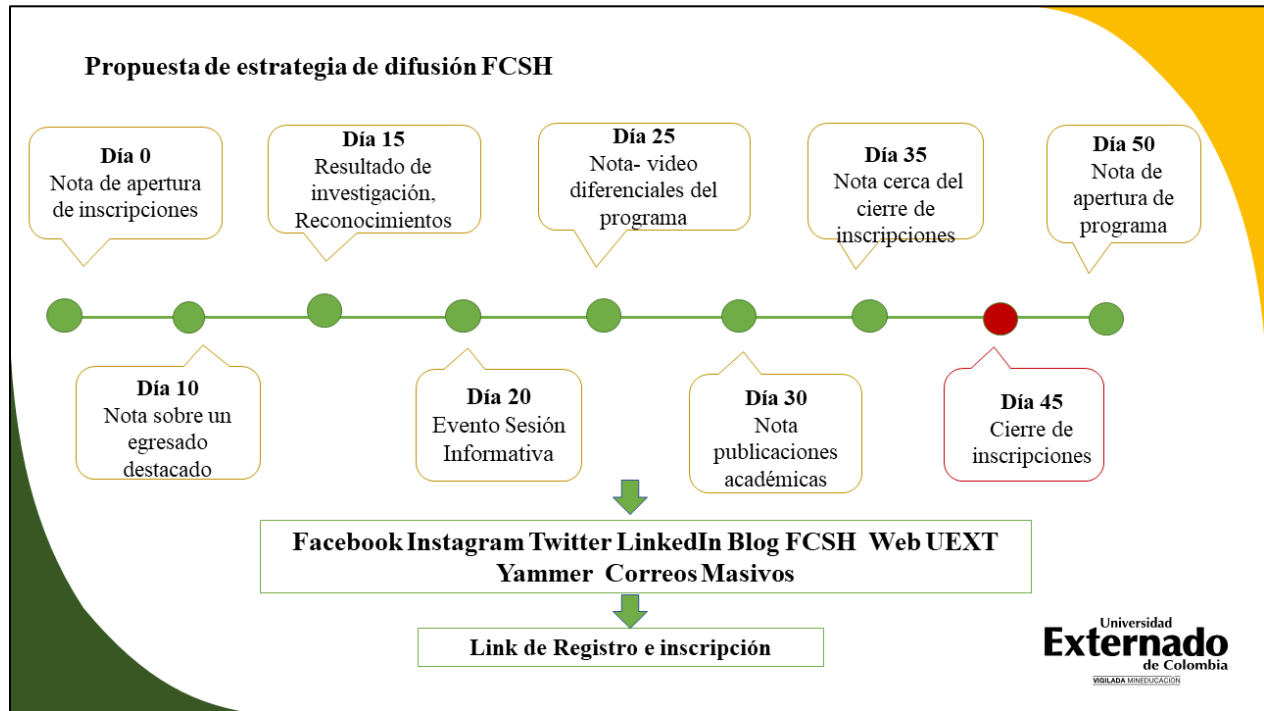 Propuesta de estrategia de difusión FCSH
Día 0
Nota de apertura
de inscripciones
Día 15
Resultado de
investigación,
Reconocimientos
Día 25
Nota- video
diferenciales del
programa
Día 35
Nota cerca del
cierre de
inscripciones
Día 50
Nota de
apertura de
programa
Día 10
Nota sobre un
egresado
destacado
Día 20
Evento Sesión
Informativa
Día 30
Nota
publicaciones
académicas
Día 45
Cierre de
inscripciones
Facebook Instagram Twitter LinkedIn Blog FCSH Web UEXT
Yammer Correos Masivos
Link de Registro e inscripción
Universidad
Externado
de Colombia
VIGILADA MINEDUCACIÓN